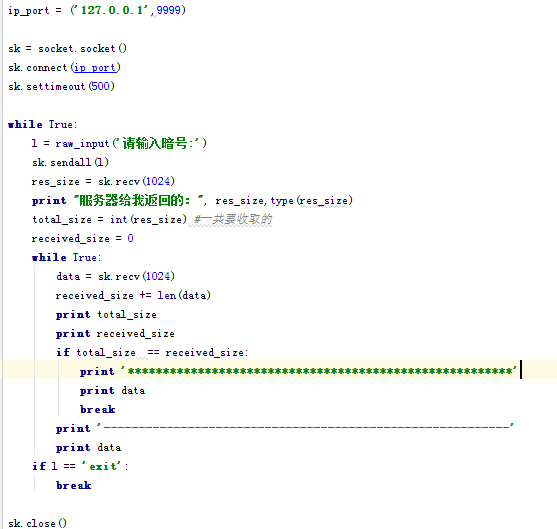 ip_port = ('127.0.0.1',9999)
sk = socket.socket()
sk.connect(ip_port)
sk.settimeout(500)
while True:
    l = raw_input('请输入暗号:')
    sk.sendall(l)
    res_size = sk.recv(1024)
    print "服务器给我返回的：", res_size,type(res_size)
    total_size = int(res_size) #一共要收取的
    received_size = 0
    while True:
        data = sk.recv(1024)
        received_size += len(data)
        print total_size
        print received_size
        if total_size  == received_size:
            print '*******************************************************'
            print data
            break
        print '----------------------------------------------------------'
        print data
    if l == 'exit':
        break
sk.close()